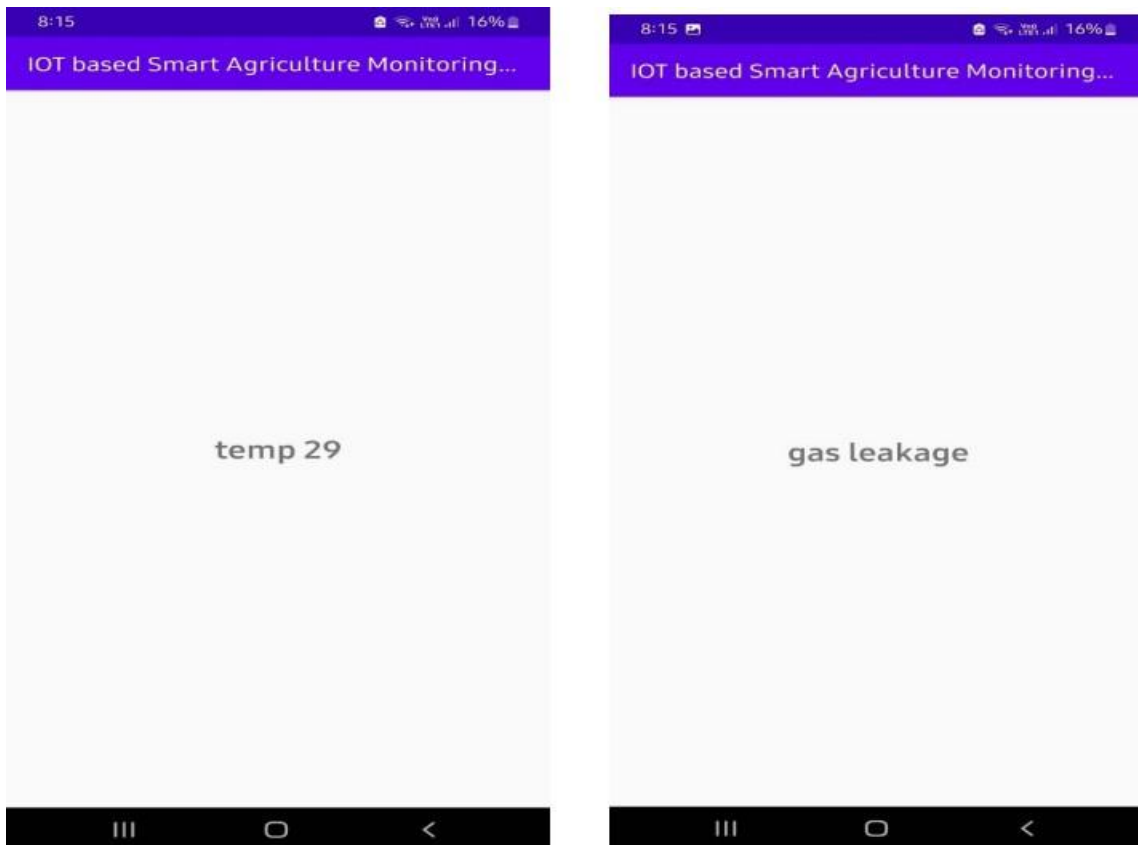 8:15
16%
IOT based Smart Agriculture Monitoring...
temp 29
8:15
16%
IOT based Smart Agriculture Monitoring...
gas leakage